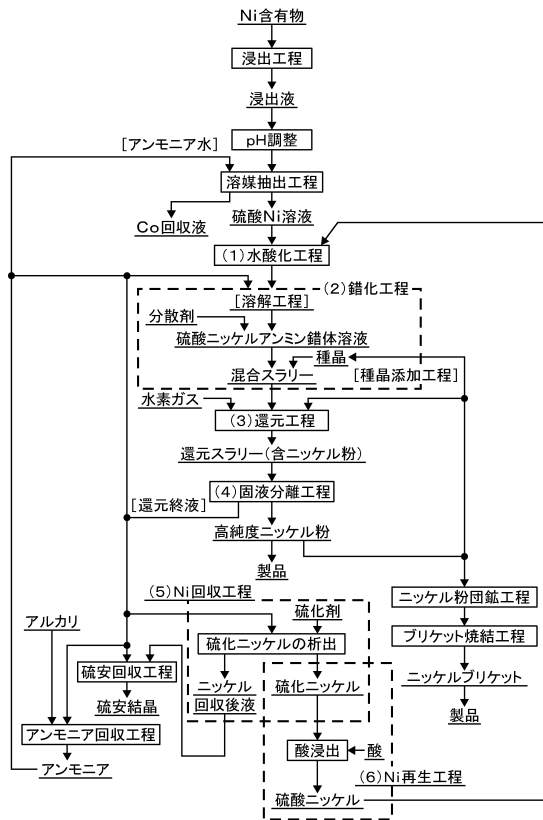 Ni含有物
浸出工程
浸出液
pH調整
[アンモニア水]
溶媒抽出工程
Co回収液
硫酸Ni溶液
(1)水酸化工程
(2)錯化工程
[溶解工程]
分散剤
硫酸ニッケルアンミン錯体溶液
種晶
混合スラリー
[種晶添加工程]
水素ガス
(3)還元工程
還元スラリー(含ニッケル粉)
(4)固液分離工程
[還元終液]
高純度ニッケル粉
製品
(5)Ni回収工程
ニッケル粉団鉱工程
アルカリ
硫化剤
硫化ニッケルの析出
ブリケット焼結工程
硫安回収工程
ニッケル
回収後液
硫化ニッケル
ニッケルブリケット
硫安結晶
製品
アンモニア回収工程
酸浸出
酸
アンモニア
(6)Ni再生工程
硫酸ニッケル